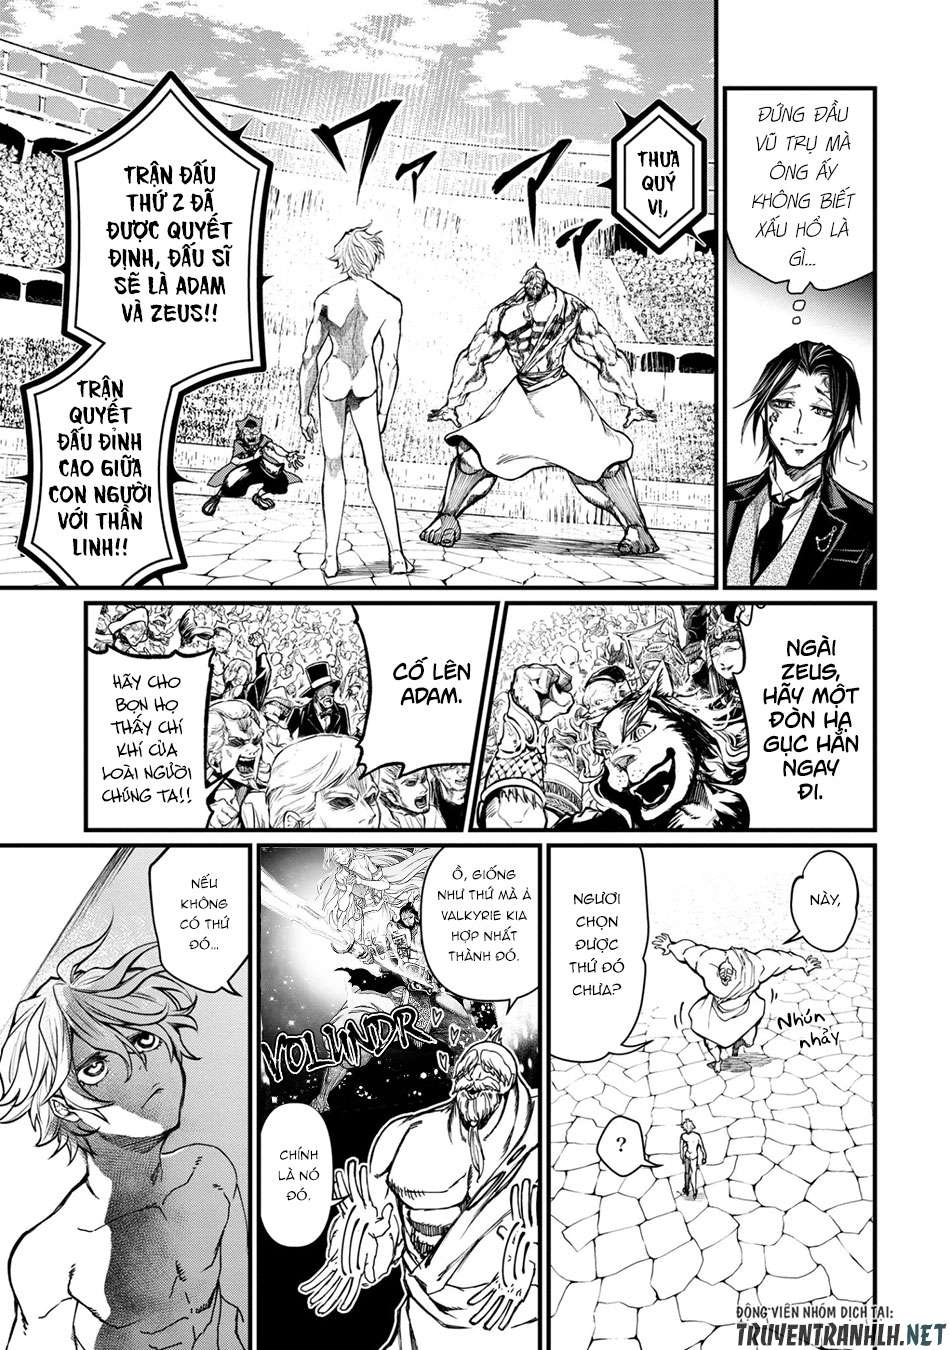 ĐỨNG ĐẦU
VŨ TRỤ MÀ
ÔNG ẤY
KHÔNG BIẾT
XẤU HỔ LÀ
GÌ...
THƯA
QUÝ
VỊ,
TRẬN ĐẤU
THỨ 2 ĐÃ
ĐƯỢC QUYẾT
ĐỊNH, ĐẤU SĨ
SẼ LÀ ADAM
VÀ ZEUS!!
TRẬN
QUYẾT
ĐẤU ĐỈNH
CAO GIỮA
CON NGƯỜI
VỚI THẦN
LINH!!
NGÀI
ZEUS,
HÃY MỘT
ĐÒN HẠ
GỤC HẮN
NGAY
ĐI.
CỐ LÊN
ADAM.
HÃY CHO
BỌN HỌ
THẤY CHÍ
KHÍ CỦA
LOÀI NGƯỜI
CHÚNG TA!!
NÀY,
NGƯƠI
CHỌN
ĐƯỢC
THỨ ĐÓ
CHƯA?
Nhún
nhảy
?
Ồ, GIỐNG
NHƯ THỨ MÀ Ả
VALKYRIE KIA
HỢP NHẤT
THÀNH ĐÓ.
VOLUNDR
CHÍNH
LÀ NÓ
ĐÓ.
NẾU
KHÔNG
CÓ THỨ
ĐÓ...
ĐỘNG VIÊN NHÓM DỊCH TẠI:
TRUYENTRANHLH.NET